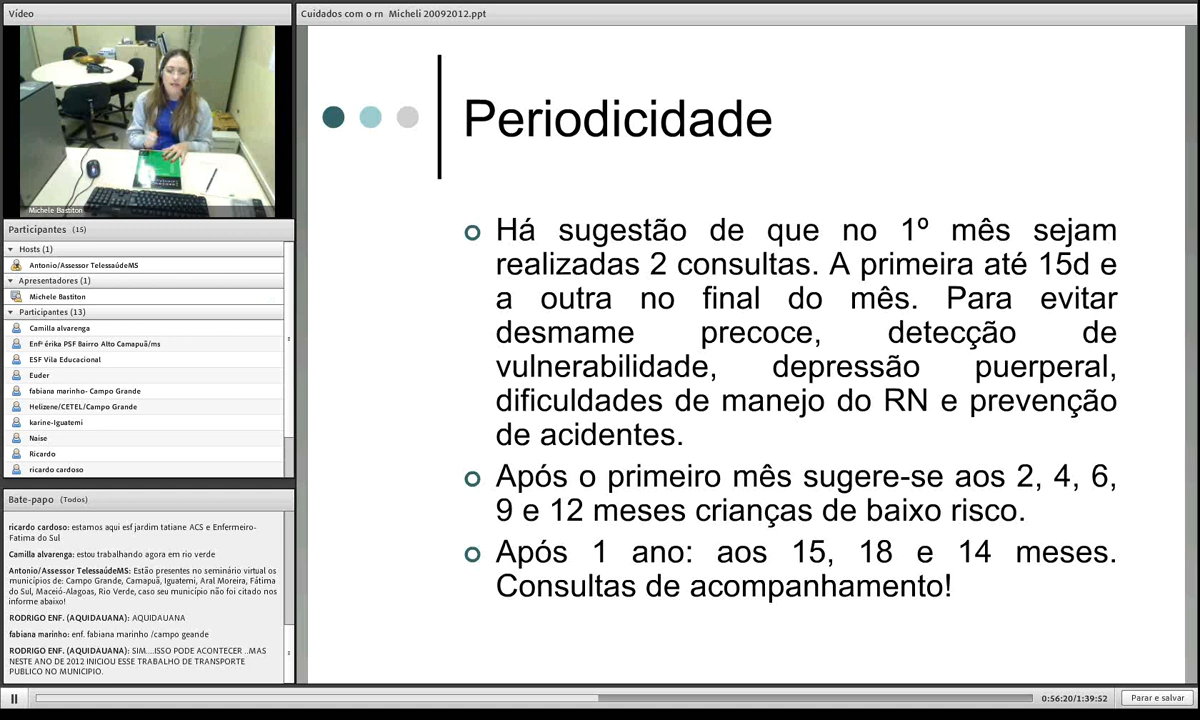 Vídeo
Michele Bastiton
Participantes (15)
Hosts (1)
Antonio/Assessor TelessaúdeMS
Apresentadores (1)
Michele Bastiton
Participantes (13)
Camilla alvarenga
Enfª érika PSF Bairro Alto Camapuã/ms
ESF Vila Educacional
Euder
fabiana marinho- Campo Grande
Helizene/CETEL/Campo Grande
karine-Iguatemi
Naise
Ricardo
ricardo cardoso
Bate-papo (Todos)
ricardo cardoso: estamos aqui esf jardim tatiane ACS e Enfermeiro-
Fatima do Sul
Camilla alvarenga: estou trabalhando agora em rio verde
Antonio/Assessor TelessaúdeMS: Estão presentes no seminário virtual os
municípios de: Campo Grande, Camapuã, Iguatemi, Aral Moreira, Fátima
do Sul, Maceió-Alagoas, Rio Verde, caso seu município não foi citado nos
informe abaixo!
RODRIGO ENF. (AQUIDAUANA): AQUIDAUANA
fabiana marinho: enf. fabiana marinho /campo geande
RODRIGO ENF. (AQUIDAUANA): SIM....ISSO PODE ACONTECER ..MAS
NESTE ANO DE 2012 INICIOU ESSE TRABALHO DE TRANSPORTE
PUBLICO NO MUNICIPIO.
Cuidados com o rn Micheli 20092012.ppt
Periodicidade
Há sugestão de que no 1º mês sejam
realizadas 2 consultas. A primeira até 15d e
a outra no final do mês. Para evitar
desmame precoce, detecção de
vulnerabilidade, depressão puerperal,
dificuldades de manejo do RN e prevenção
de acidentes.
Após o primeiro mês sugere-se aos 2, 4, 6,
9 e 12 meses crianças de baixo risco.
Após 1 ano: aos 15, 18 e 14 meses.
Consultas de acompanhamento!
0:56:20/1:39:52
Parar e salvar